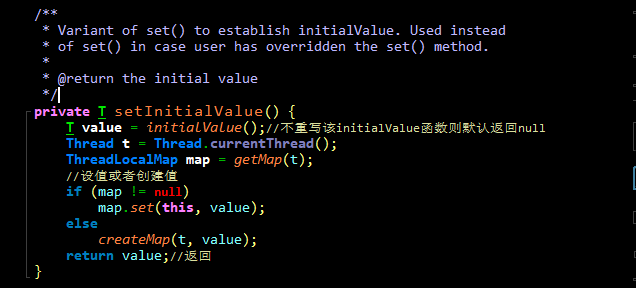 /**
 * Variant of set() to establish initialValue. Used instead
 * of set() in case user has overridden the set() method.
 *
 * @return the initial value
 */
private T setInitialValue() {
    T value = initialValue();//不重写该initialValue函数则默认返回null
    Thread t = Thread.currentThread();
    ThreadLocalMap map = getMap(t);
    //设值或者创建值
    if (map != null)
        map.set(this, value);
    else
        createMap(t, value);
    return value;//返回
}